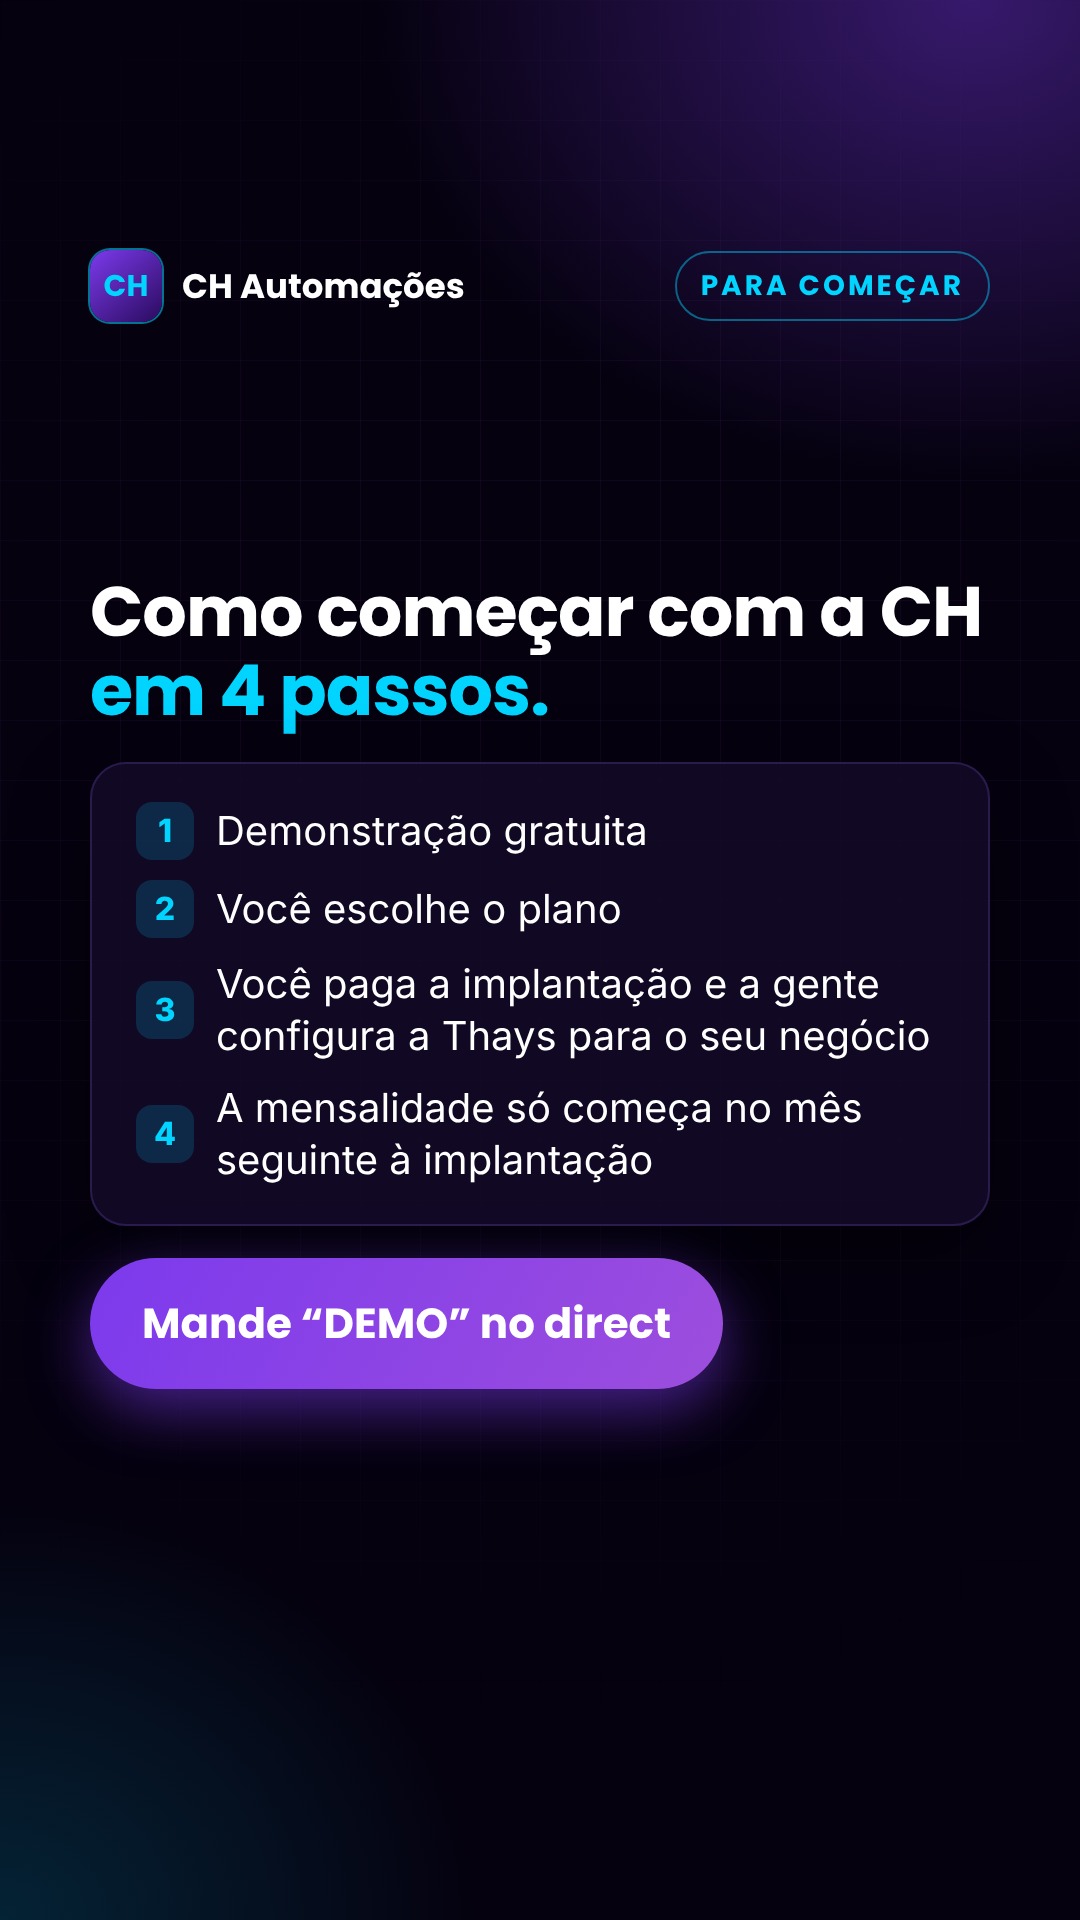 CH
CH Automações
PARA COMEÇAR
Como começar com a CH
em 4 passos.
1 Demonstração gratuita
2 Você escolhe o plano
3 Você paga a implantação e a gente
configura a Thays para o seu negócio
4 A mensalidade só começa no mês
seguinte à implantação
Mande “DEMO” no direct